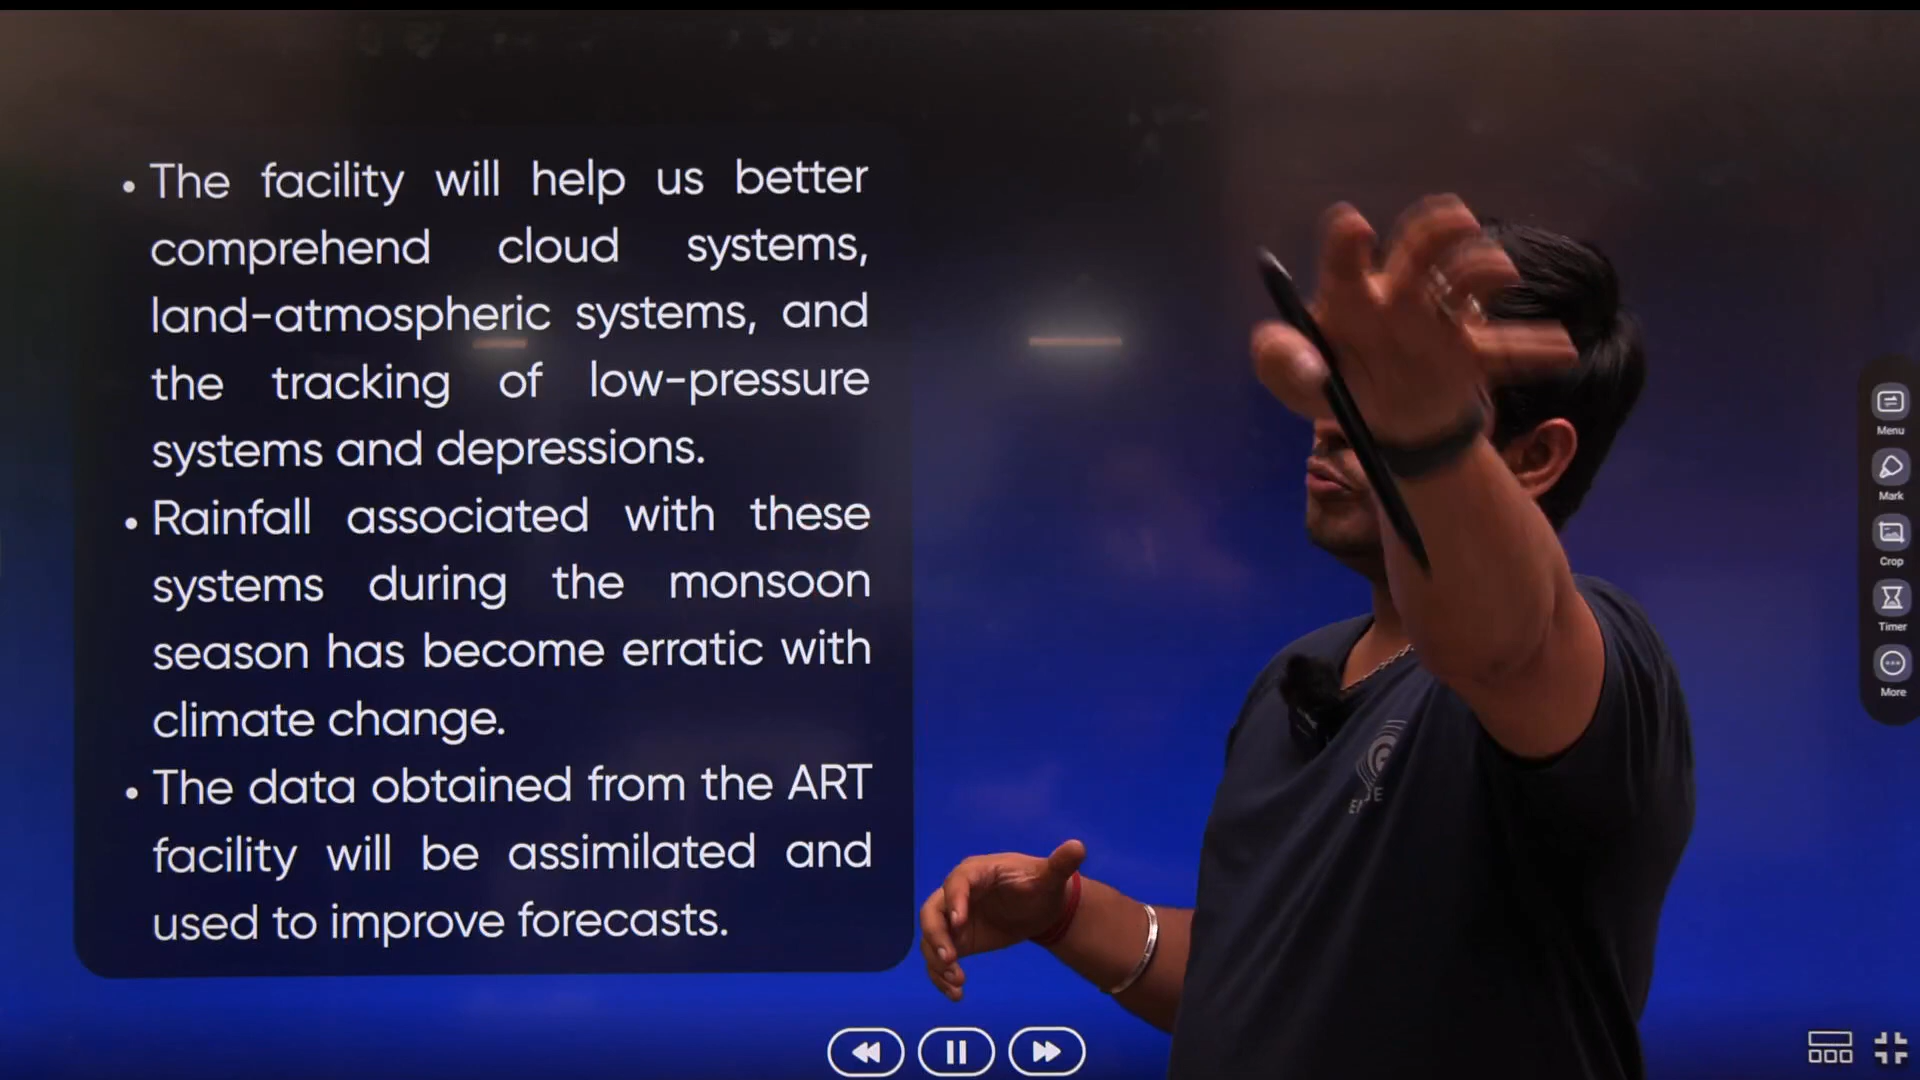 • The facility will help us better
comprehend cloud systems,
land-atmospheric systems, and
the tracking of low-pressure
systems and depressions.
• Rainfall associated with these
systems during the monsoon
season has become erratic with
climate change.
• The data obtained from the ART
facility will be assimilated and
used to improve forecasts.
Menu
Mark
Crop
Timer
More